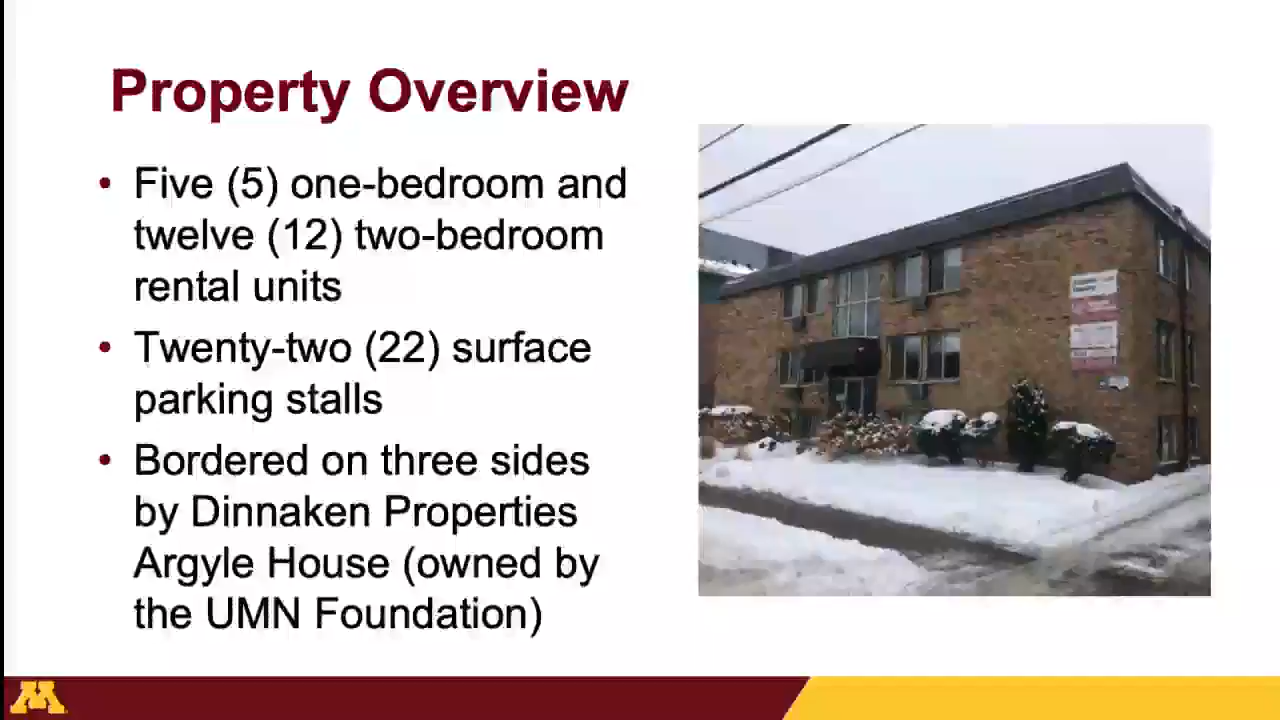 Property Overview
• Five (5) one-bedroom and
twelve (12) two-bedroom
rental units
• Twenty-two (22) surface
parking stalls
• Bordered on three sides
by Dinnaken Properties
Argyle House (owned by
the UMN Foundation)
M